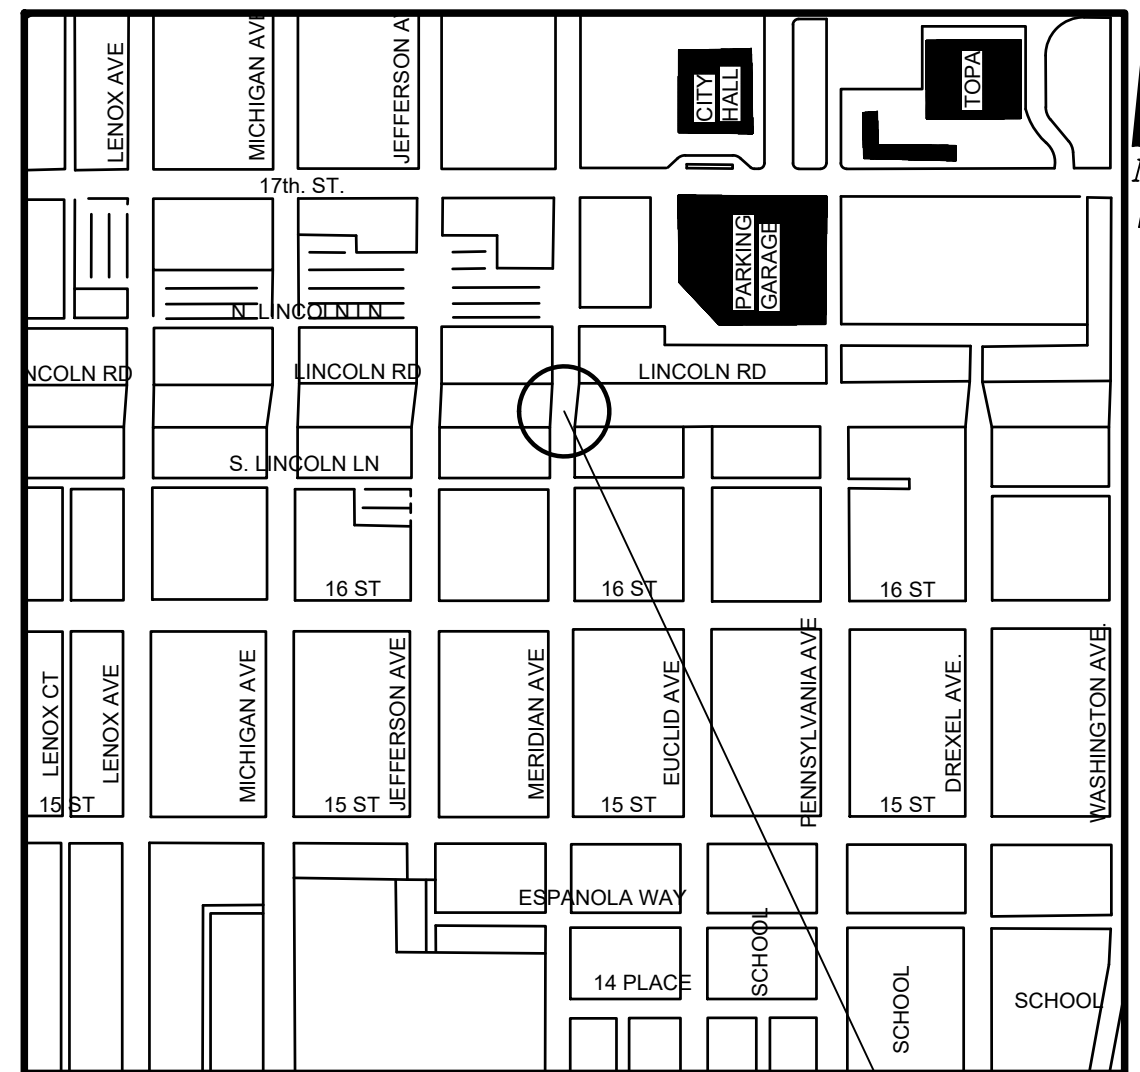 LENOX AVE
MICHIGAN AVE
JEFFERSON A
CITY
HALL
TOPA
17th. ST.
PARKING
GARAGE
N. LINCOLN LN
NCOLN RD
LINCOLN RD
LINCOLN RD
S. LINCOLN LN
16 ST
16 ST
16 ST
LENOX CT
LENOX AVE
MICHIGAN AVE
JEFFERSON AVE
MERIDIAN AVE
EUCLID AVE
PENNSYLVANIA AVE
DREXEL AVE.
WASHINGTON AVE.
15 ST
15 ST
15 ST
15 ST
ESPANOLA WAY
14 PLACE
SCHOOL
SCHOOL
SCHOOL